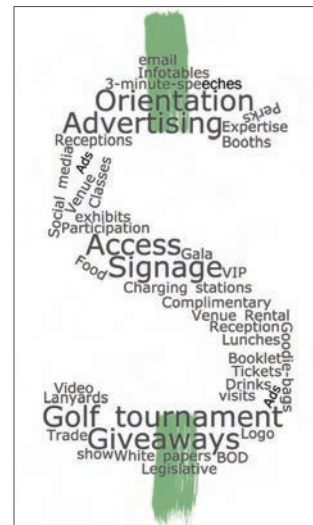 email
Infotables
3-minute-speeches
Orientation
Perks
Advertising
Expertise
Receptions
Booths
Social media
Ads
Venue
Classes
exhibits
Participation
Access
Gala
Food
Signage
VIP
Charging stations
Complimentary
Venue Rental
Reception
Lunches
Goodie-bags
Booklet
Tickets
Drinks
visits
Ads
Video
Lanyards
Golf tournament
Trade
Giveaways
Logo
show
White papers
BOD
Legislative